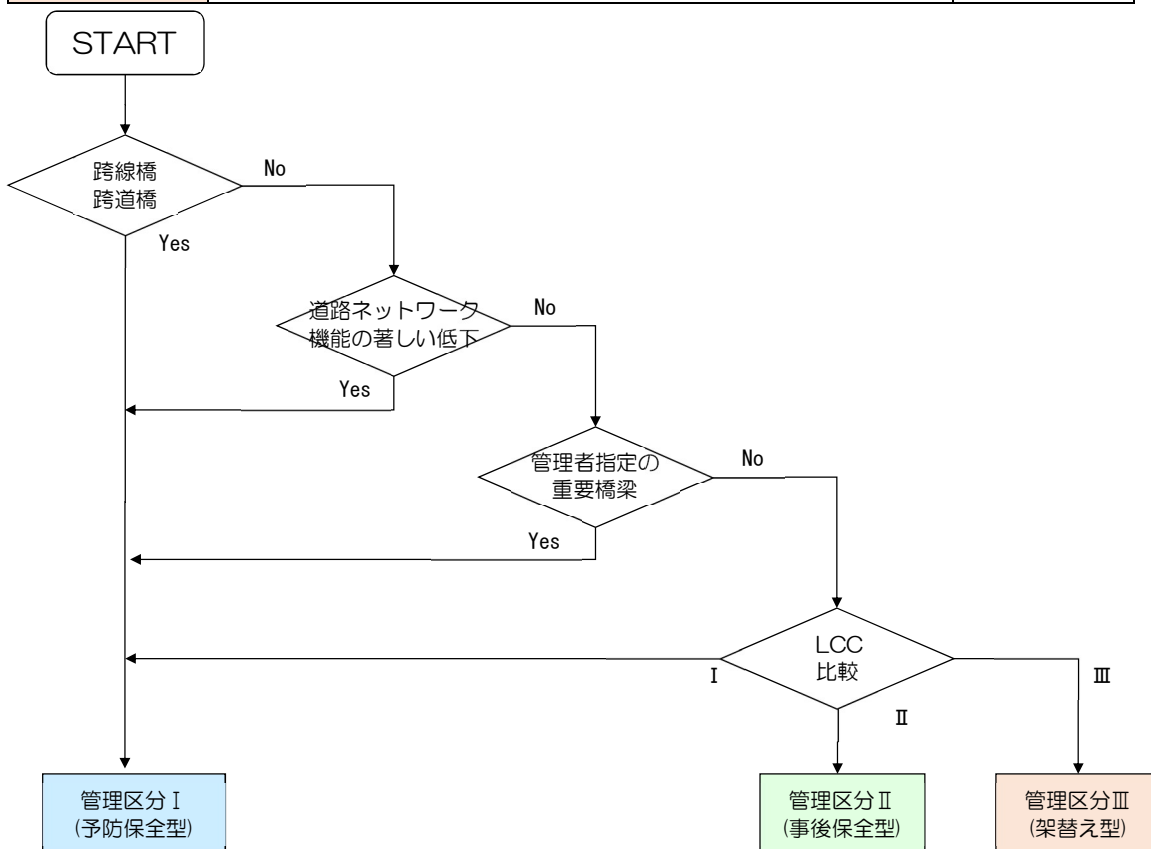 START
跨線橋
跨道橋
No
Yes
道路ネットワーク
機能の著しい低下
No
Yes
管理者指定の
重要橋梁
No
Yes
LCC
比較
Ⅰ
Ⅱ
Ⅲ
管理区分Ⅰ
(予防保全型)
管理区分Ⅱ
(事後保全型)
管理区分Ⅲ
(架替え型)